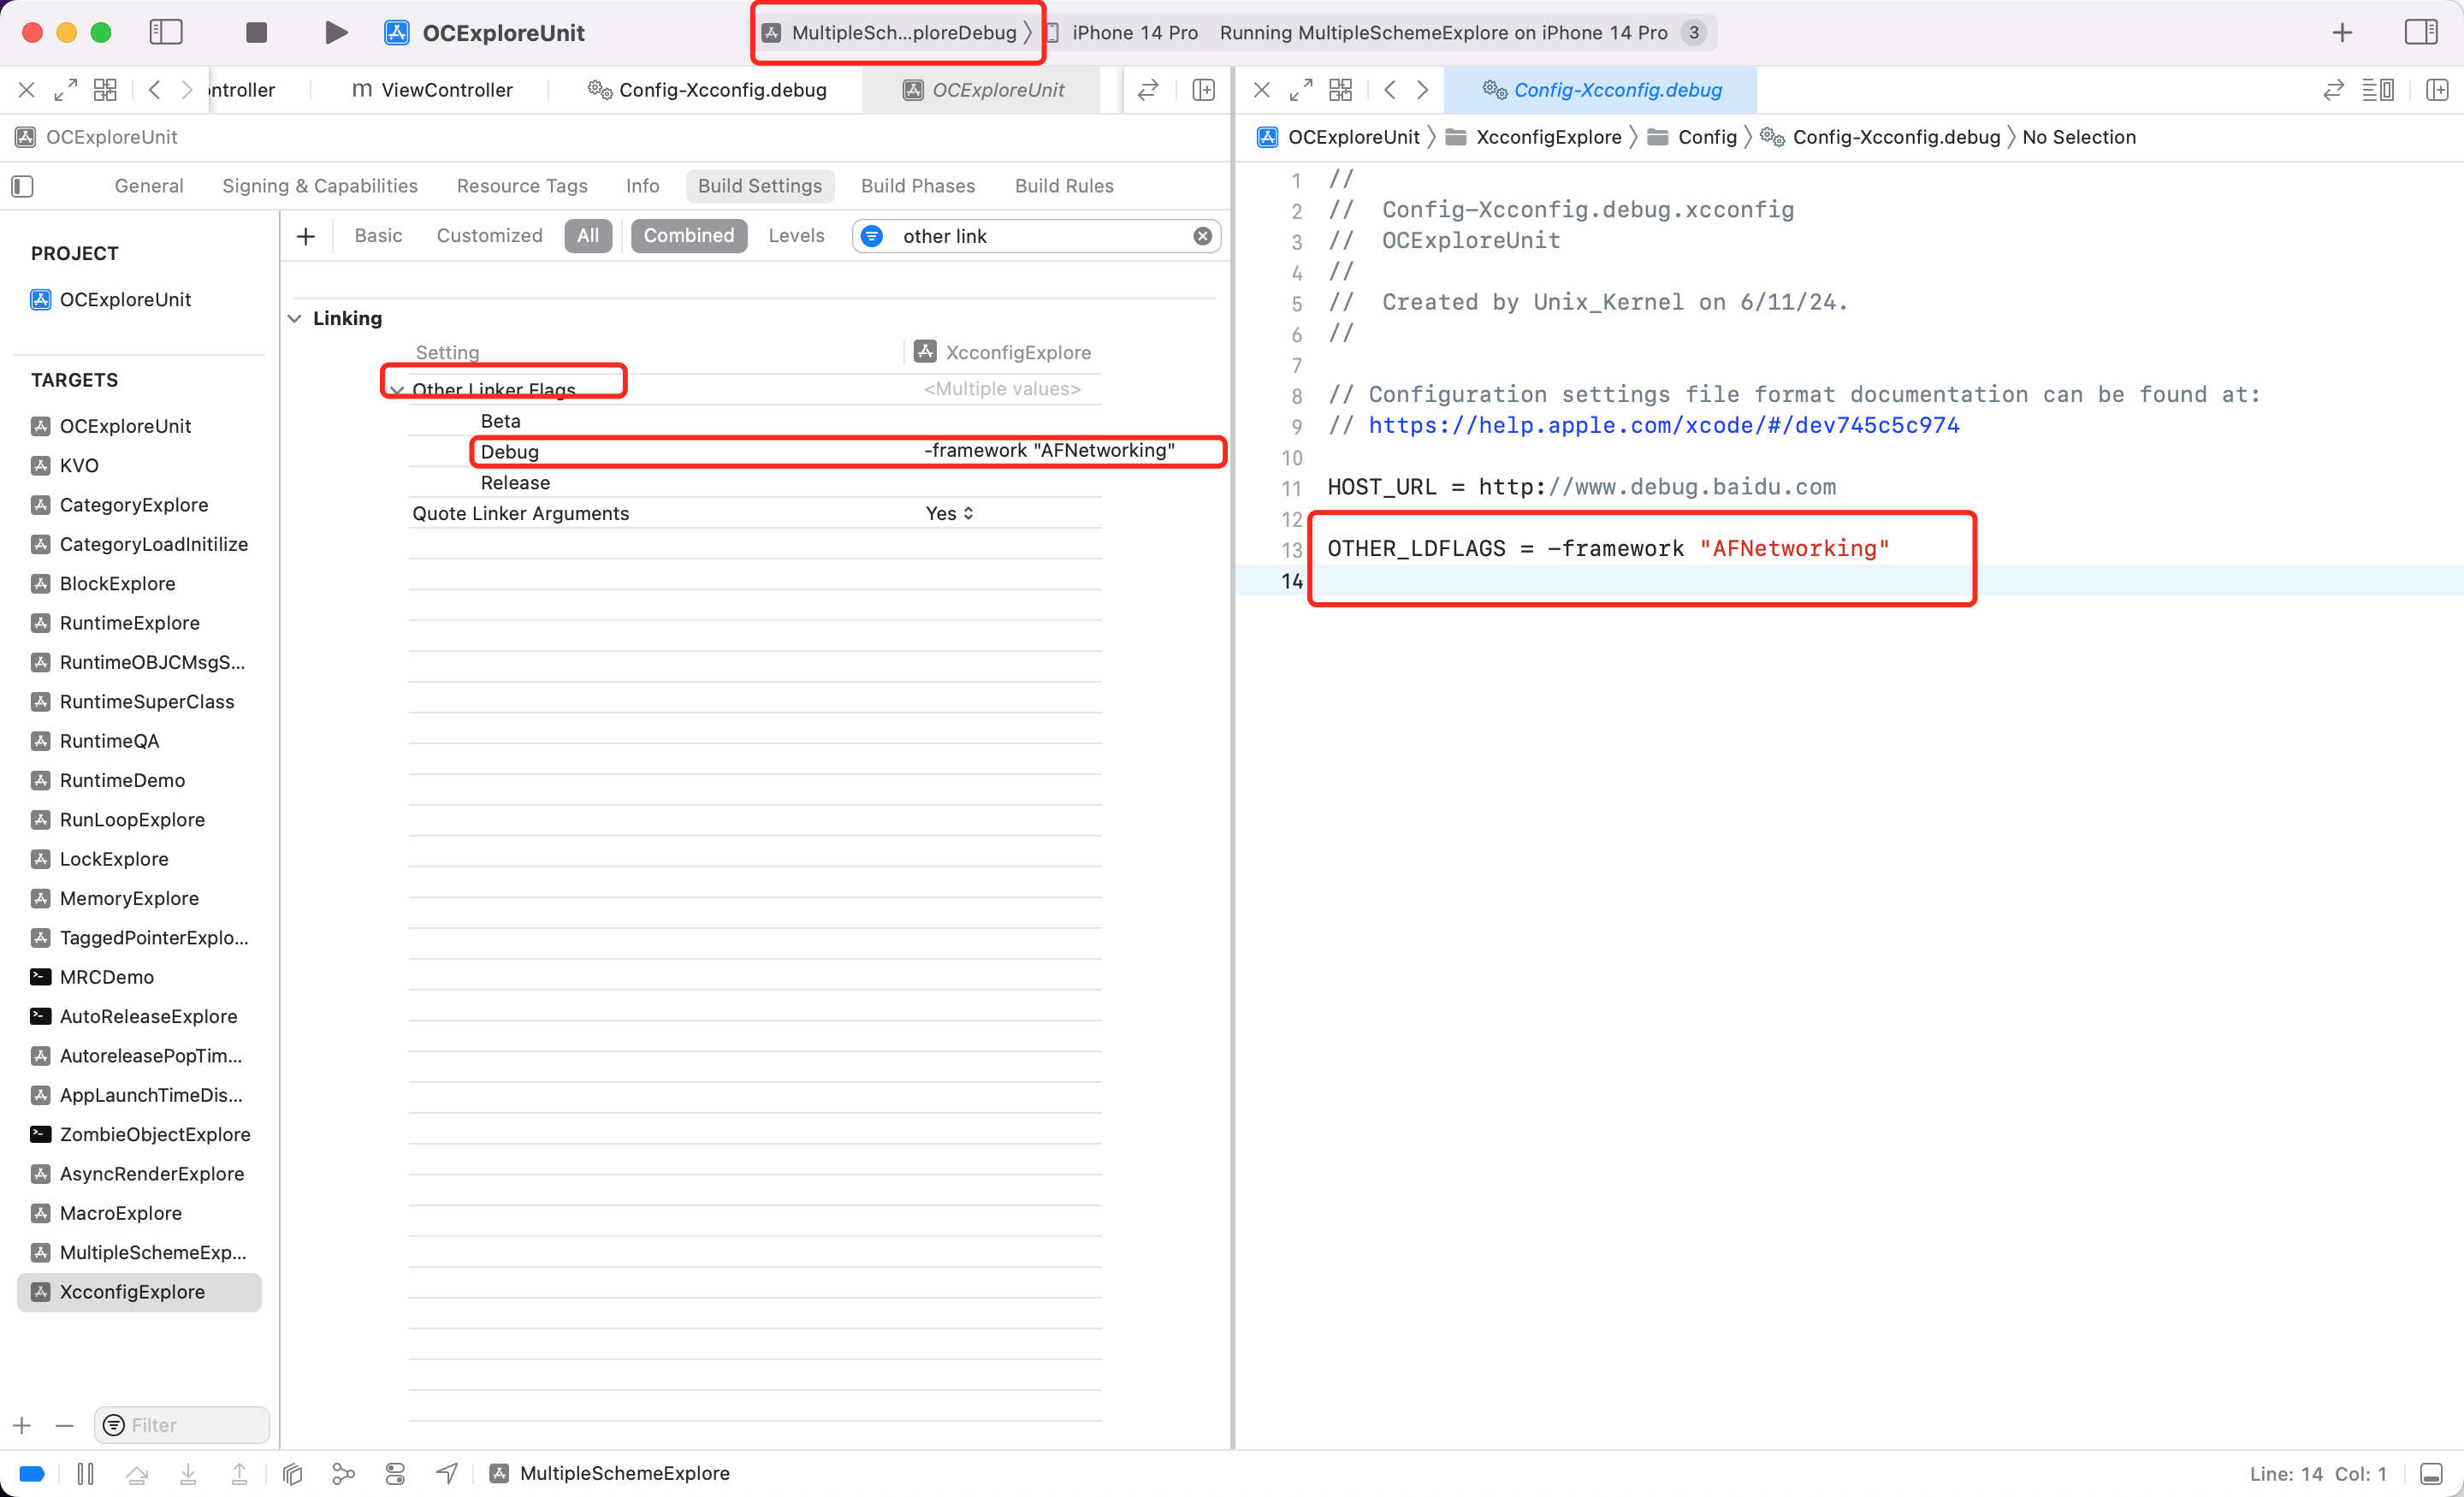 OCExploreUnit
MultipleSch...ploreDebug
iPhone 14 Pro
Running MultipleSchemeExplore on iPhone 14 Pro
3
ontroller
m ViewController
Config-Xcconfig.debug
OCExploreUnit
OCExploreUnit
General
Signing & Capabilities
Resource Tags
Info
Build Settings
Build Phases
Build Rules
Basic
Customized
All
Combined
Levels
other link
PROJECT
OCExploreUnit
TARGETS
OCExploreUnit
KVO
CategoryExplore
CategoryLoadInitilize
BlockExplore
RuntimeExplore
RuntimeOBJCMsgS...
RuntimeSuperClass
RuntimeQA
RuntimeDemo
RunLoopExplore
LockExplore
MemoryExplore
TaggedPointerExplo...
MRCDemo
AutoReleaseExplore
AutoreleasePopTim...
AppLaunchTimeDis...
ZombieObjectExplore
AsyncRenderExplore
MacroExplore
MultipleSchemeExp...
XcconfigExplore
Filter
Linking
Setting
XcconfigExplore
Other Linker Flags
<Multiple values>
Beta
Debug
-framework "AFNetworking"
Release
Quote Linker Arguments
Yes
Config-Xcconfig.debug
OCExploreUnit
XcconfigExplore
Config
Config-Xcconfig.debug
No Selection
1 //
2 // Config-Xcconfig.debug.xcconfig
3 // OCExploreUnit
4 //
5 // Created by Unix_Kernel on 6/11/24.
6 //
7
8 // Configuration settings file format documentation can be found at:
9 // https://help.apple.com/xcode/#/dev745c5c974
10
11 HOST_URL = http://www.debug.baidu.com
12
13 OTHER_LDFLAGS = -framework "AFNetworking"
14
MultipleSchemeExplore
Line: 14 Col: 1